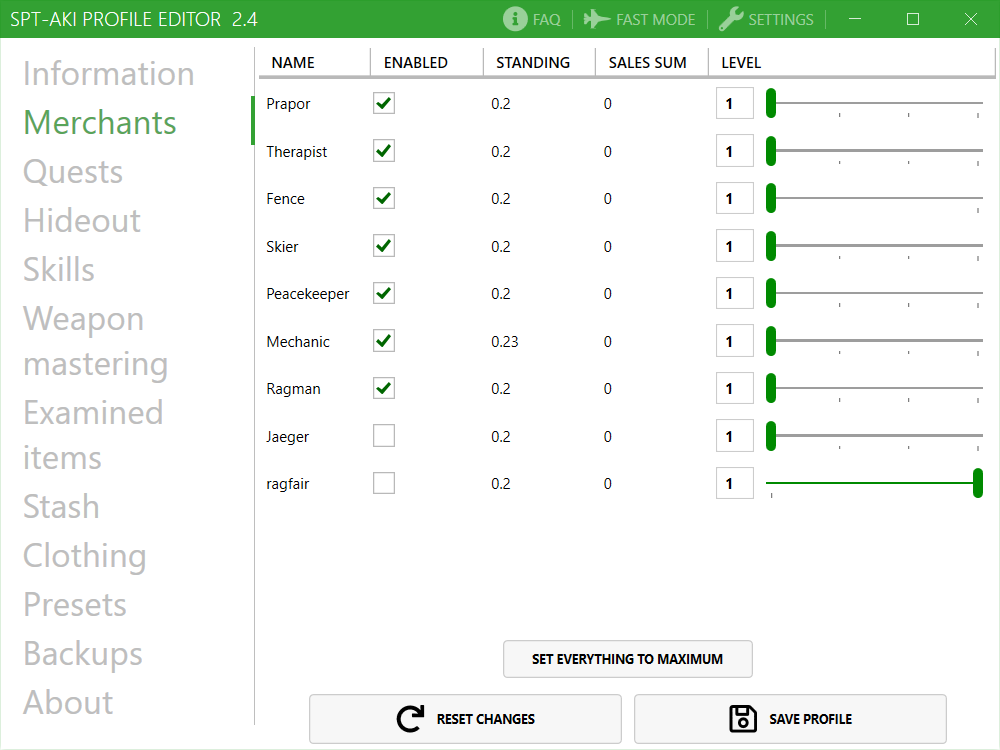 SPT-AKI PROFILE EDITOR 2.4
FAQ
FAST MODE
SETTINGS
Information
Merchants
Quests
Hideout
Skills
Weapon
mastering
Examined
items
Stash
Clothing
Presets
Backups
About
NAME ENABLED STANDING SALES SUM LEVEL
Prapor 0.2 0 1
Therapist 0.2 0 1
Fence 0.2 0 1
Skier 0.2 0 1
Peacekeeper 0.2 0 1
Mechanic 0.23 0 1
Ragman 0.2 0 1
Jaeger 0.2 0 1
ragfair 0.2 0 1
SET EVERYTHING TO MAXIMUM
RESET CHANGES
SAVE PROFILE